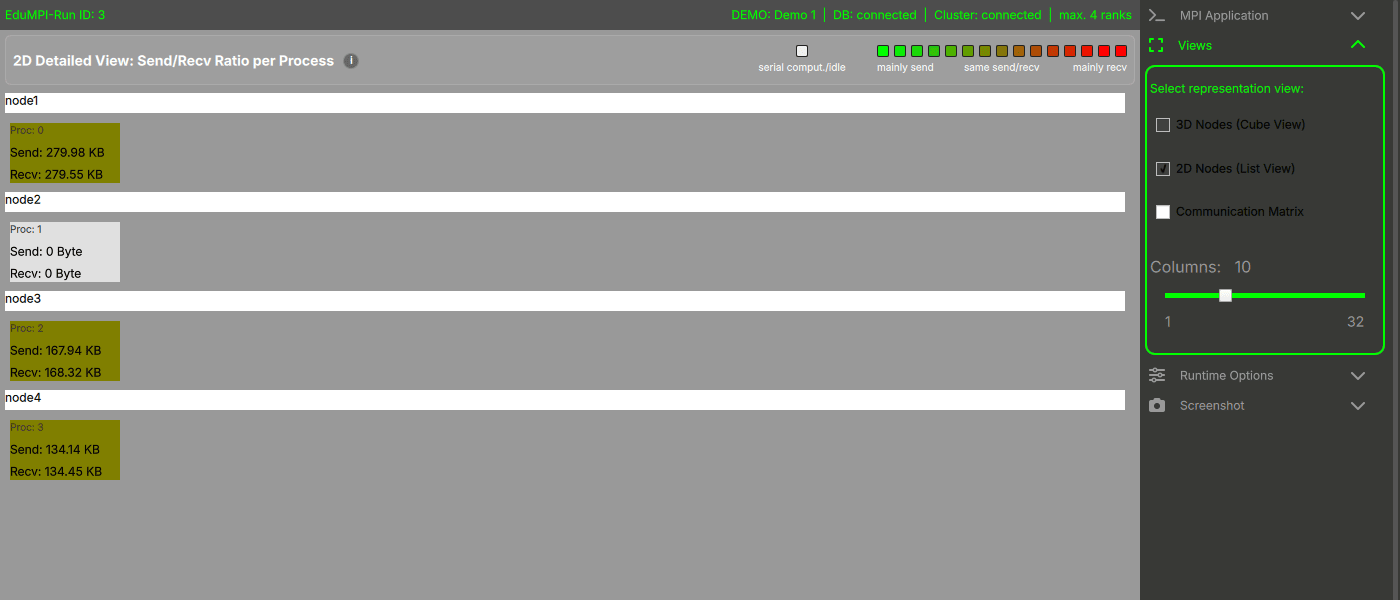 EduMPI-Run ID: 3
DEMO: Demo 1 | DB: connected | Cluster: connected | max. 4 ranks
2D Detailed View: Send/Recv Ratio per Process i
serial comput./idle
mainly send same send/recv mainly recv
node1
Proc: 0
Send: 279.98 KB
Recv: 279.55 KB
node2
Proc: 1
Send: 0 Byte
Recv: 0 Byte
node3
Proc: 2
Send: 167.94 KB
Recv: 168.32 KB
node4
Proc: 3
Send: 134.14 KB
Recv: 134.45 KB
MPI Application
Views
Select representation view:
3D Nodes (Cube View)
2D Nodes (List View)
Communication Matrix
Columns: 10
1 32
Runtime Options
Screenshot